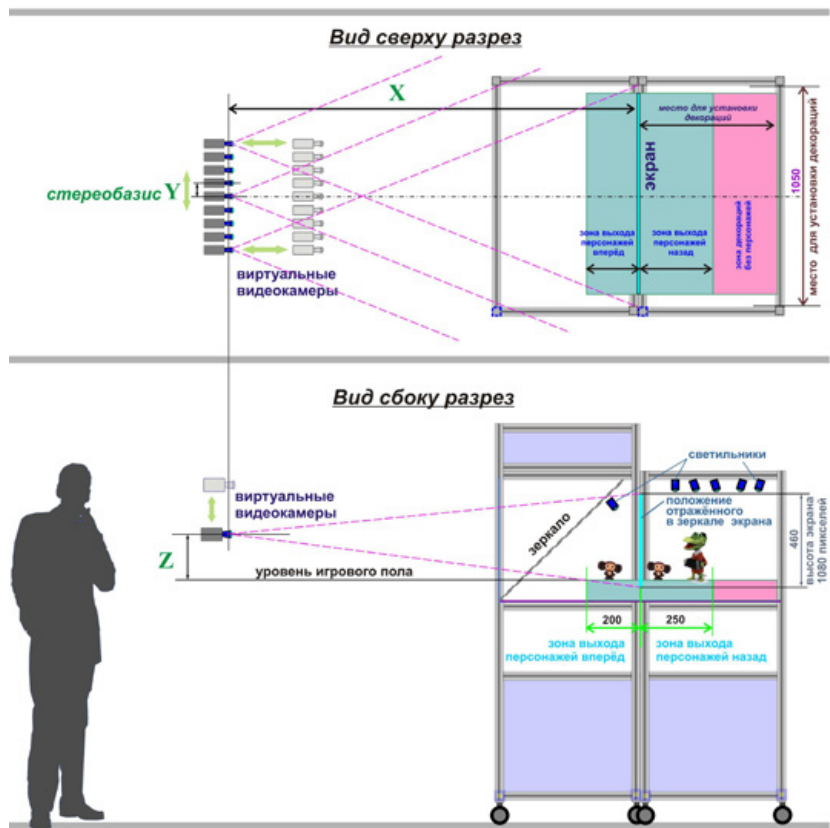 Вид сверху разрез
X
место для установки
декораций
экран
стереобазис Y
зона выхода
персонажей
вперёд
зона выхода
персонажей
назад
зона декораций
без персонажей
1050
место для установки декораций
виртуальные
видеокамеры
Вид сбоку разрез
светильники
виртуальные
видеокамеры
положение
отражённого
в зеркале экрана
зеркало
Z
уровень игрового пола
460
высота экрана
1080 пикселей
200
250
зона выхода
персонажей вперёд
зона выхода
персонажей назад